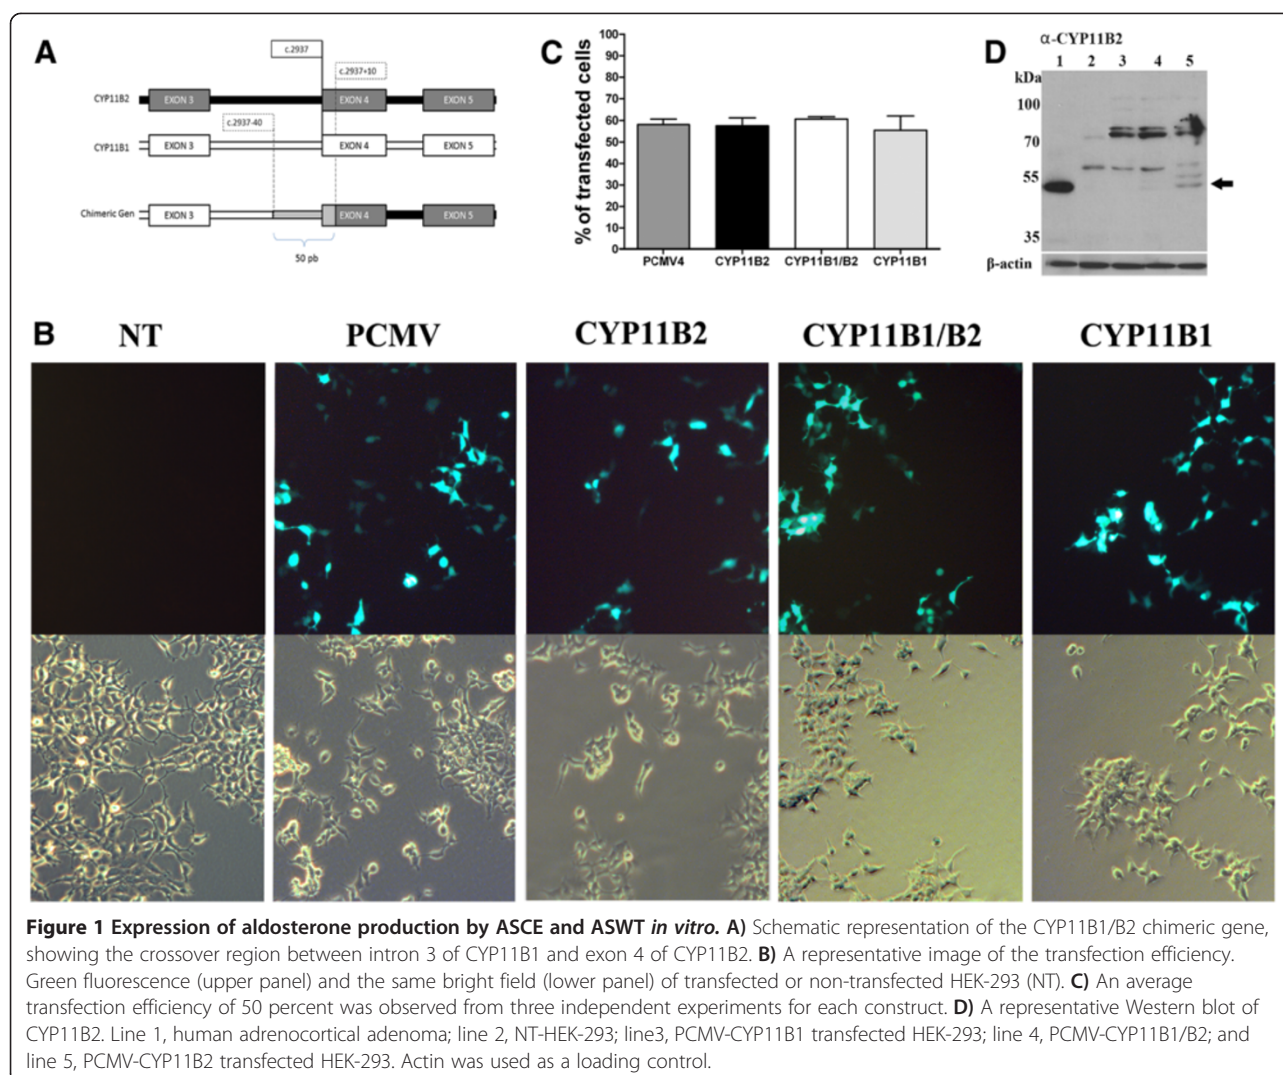 A
c.2937
c.2937+10
CYP11B2
EXON 3
EXON 4
EXON 5
c.2937-40
CYP11B1
EXON 3
EXON 4
EXON 5
Chimeric Gen
EXON 3
EXON 4
EXON 5
50 pb
C
% of transfected cells
100
90
80
70
60
50
40
30
20
10
0
PCMV4
CYP11B2
CYP11B1/B2
CYP11B1
D
α-CYP11B2
1 2 3 4 5
kDa
100
70
55
35
β-actin
B
NT
PCMV
CYP11B2
CYP11B1/B2
CYP11B1
Figure 1 Expression of aldosterone production by ASCE and ASWT in vitro. A) Schematic representation of the CYP11B1/B2 chimeric gene,
showing the crossover region between intron 3 of CYP11B1 and exon 4 of CYP11B2. B) A representative image of the transfection efficiency.
Green fluorescence (upper panel) and the same bright field (lower panel) of transfected or non-transfected HEK-293 (NT). C) An average
transfection efficiency of 50 percent was observed from three independent experiments for each construct. D) A representative Western blot of
CYP11B2. Line 1, human adrenocortical adenoma; line 2, NT-HEK-293; line3, PCMV-CYP11B1 transfected HEK-293; line 4, PCMV-CYP11B1/B2; and
line 5, PCMV-CYP11B2 transfected HEK-293. Actin was used as a loading control.